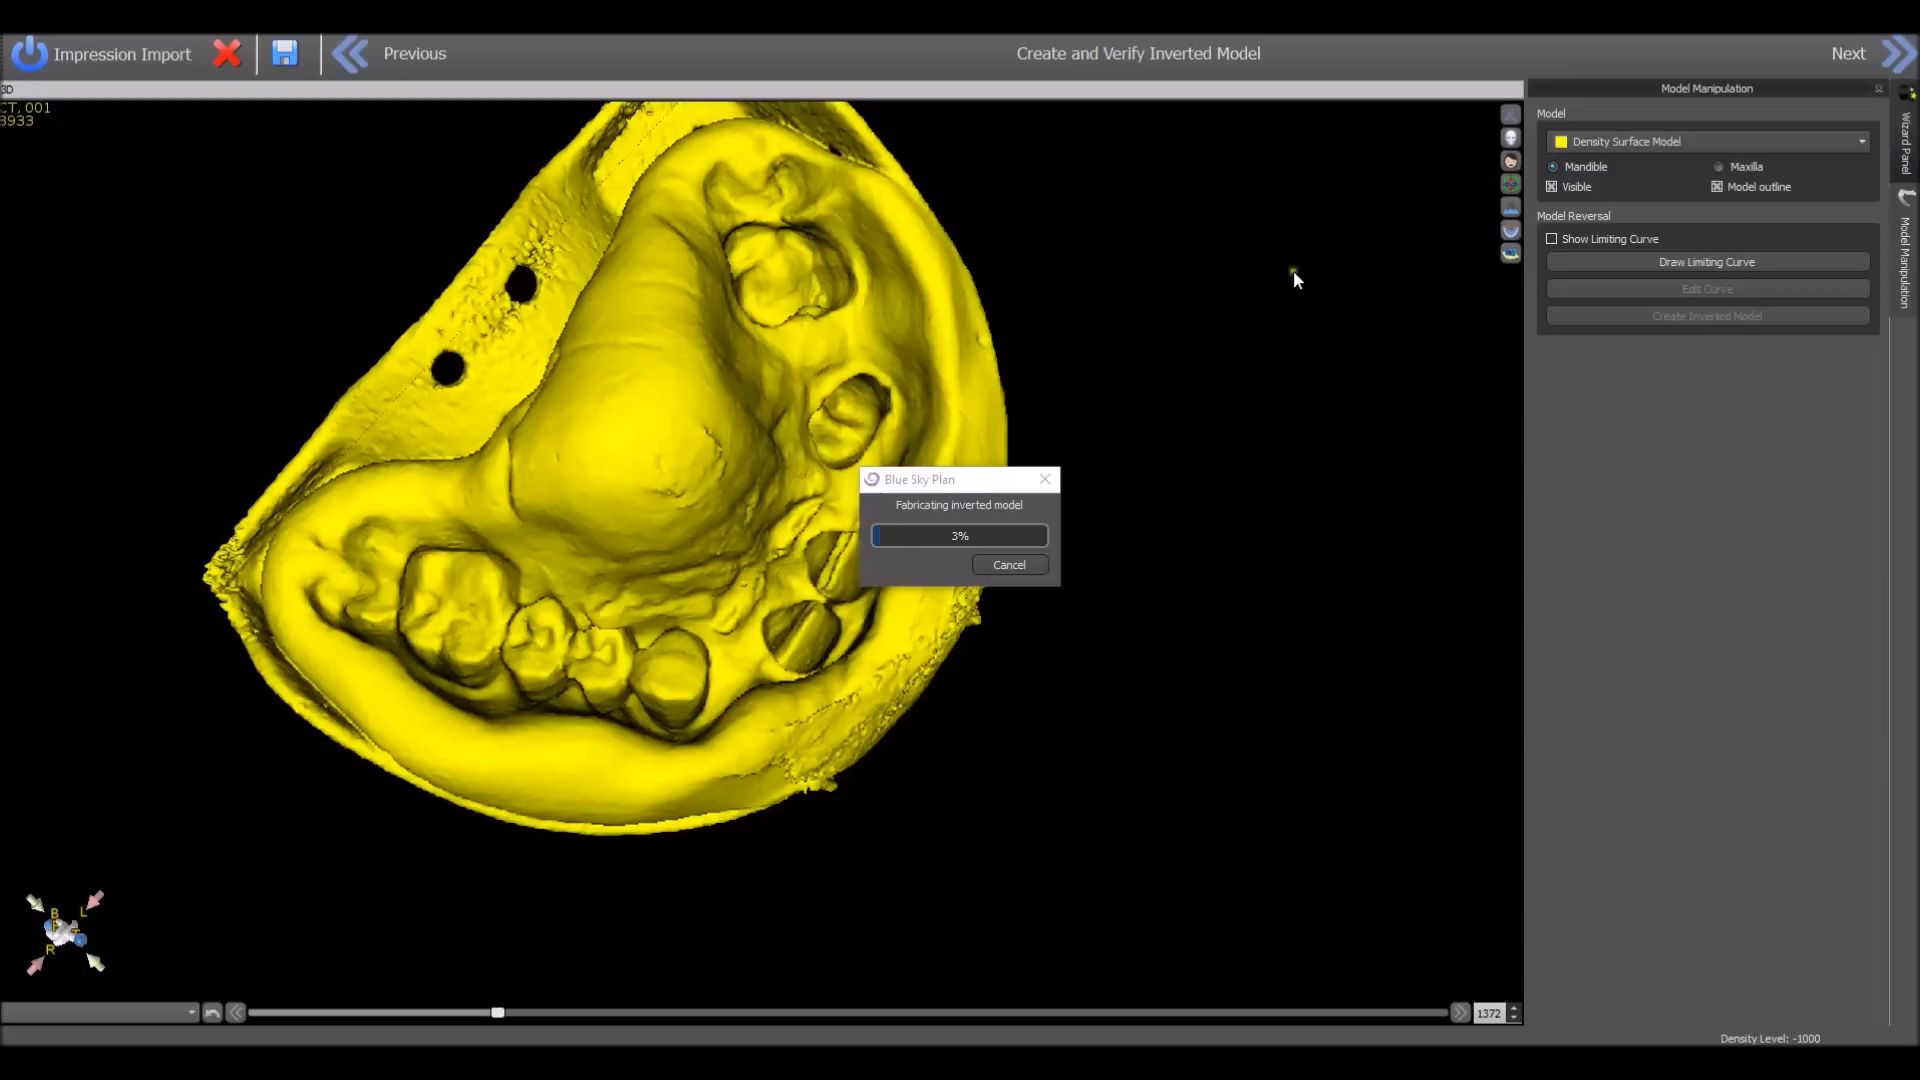 Impression Import
Previous
Create and Verify Inverted Model
Next
3D
CT, 001
3933
Model Manipulation
Model
Density Surface Model
Mandible
Maxilla
Visible
Model outline
Model Reversal
Show Limiting Curve
Draw Limiting Curve
Edit Curve
Create Inverted Model
Wizard Panel
Model Manipulation
Blue Sky Plan
Fabricating inverted model
3%
Cancel
B
L
R
1372
Density Level: -1000